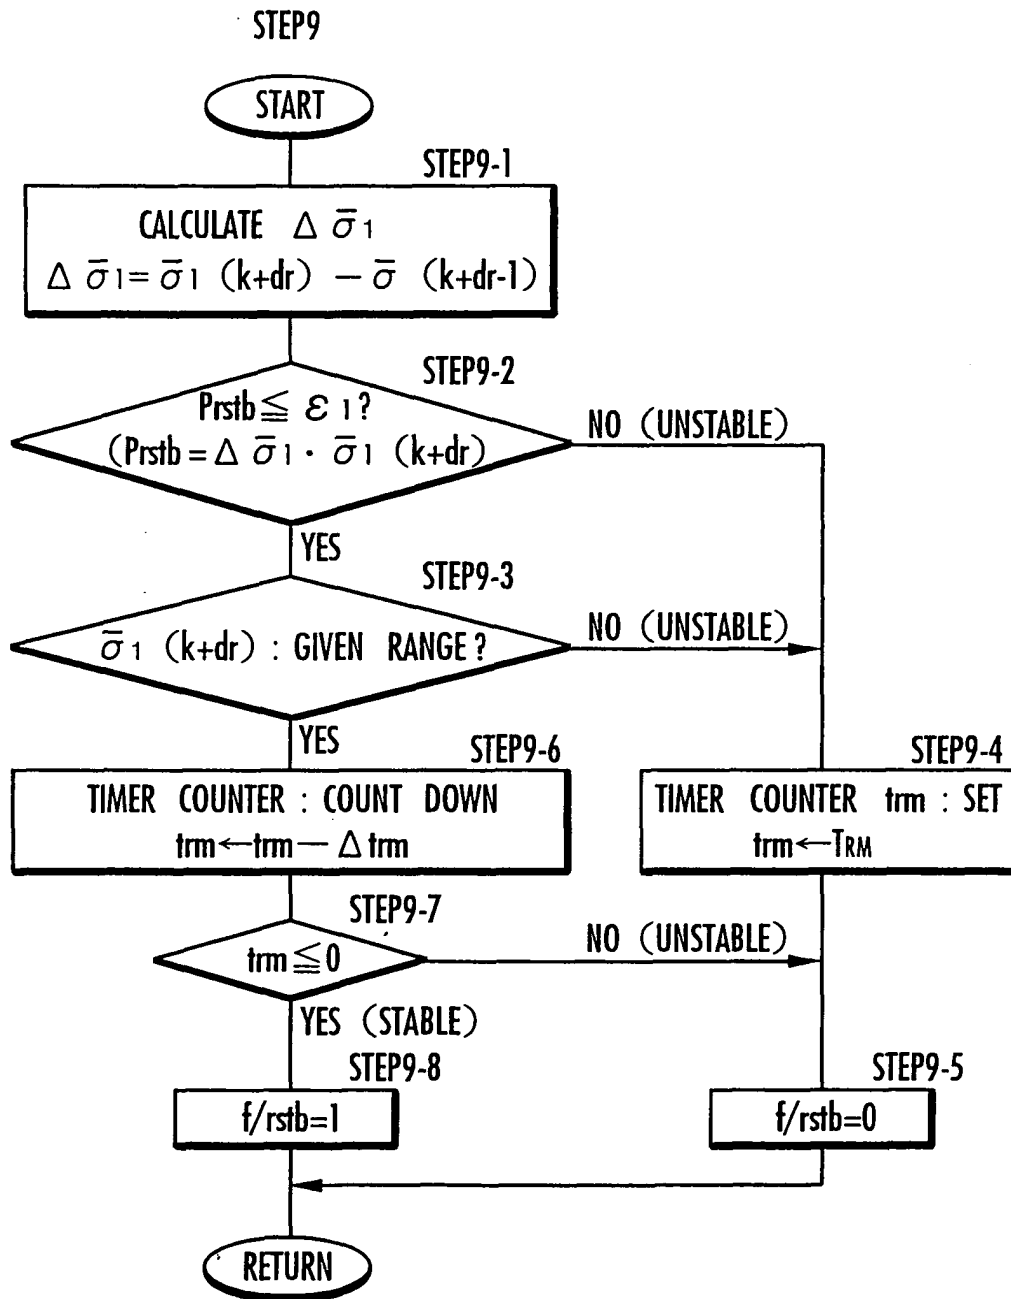 STEP9
START
STEP9-1
CALCULATE Δ σ̅1
Δ σ̅1= σ̅1 (k+dr) − σ̅ (k+dr-1)
STEP9-2
Prstb≦ ε1?
(Prstb=Δ σ̅1・σ̅1 (k+dr)
NO (UNSTABLE)
YES
STEP9-3
σ̅1 (k+dr) : GIVEN RANGE?
NO (UNSTABLE)
YES
STEP9-6
TIMER COUNTER : COUNT DOWN
trm←trm— Δ trm
STEP9-4
TIMER COUNTER trm : SET
trm←TRM
STEP9-7
trm≦0
NO (UNSTABLE)
YES (STABLE)
STEP9-8
f/rstb=1
STEP9-5
f/rstb=0
RETURN